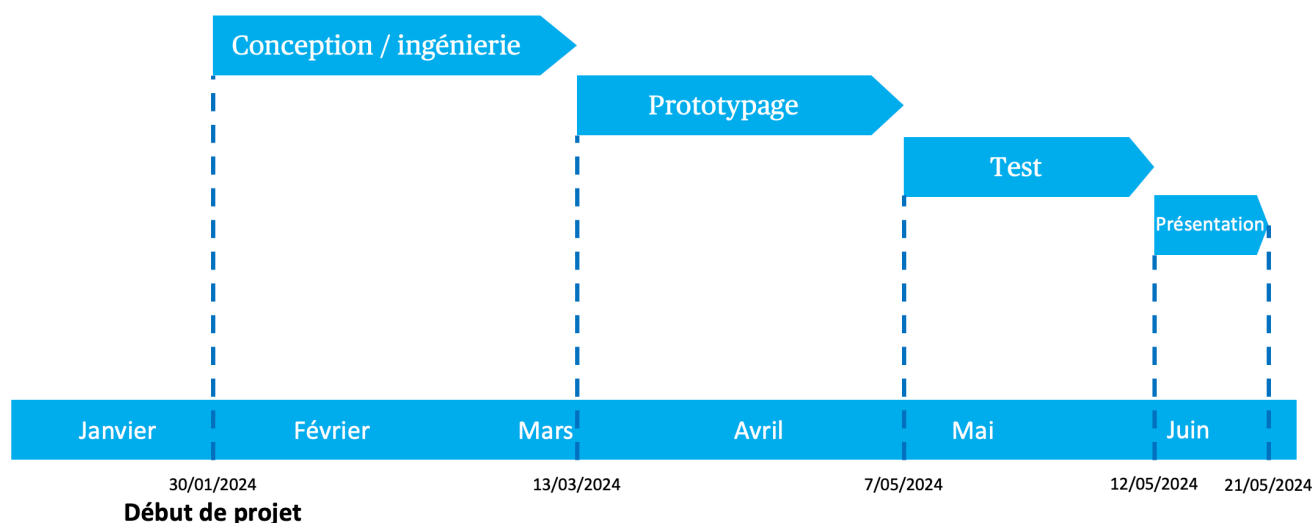 Conception / ingénierie
Prototypage
Test
Présentation
Janvier Février Mars Avril Mai Juin
30/01/2024 13/03/2024 7/05/2024 12/05/2024 21/05/2024
Début de projet